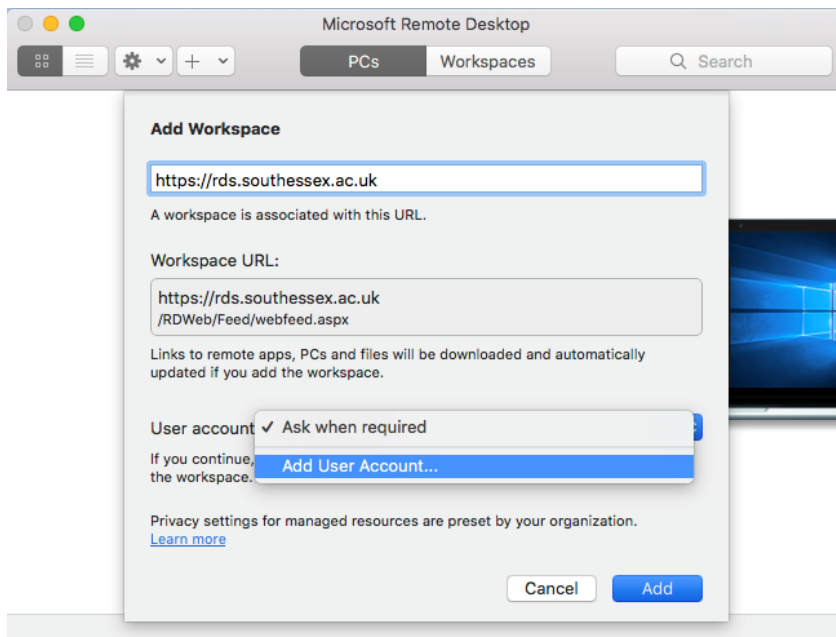 Microsoft Remote Desktop
PCs
Workspaces
Search
Add Workspace
https://rds.southessex.ac.uk
A workspace is associated with this URL.
Workspace URL:
https://rds.southessex.ac.uk
/RDWeb/Feed/webfeed.aspx
Links to remote apps, PCs and files will be downloaded and automatically
updated if you add the workspace.
User account
✓ Ask when required
If you continue,
Add User Account...
the workspace.
Privacy settings for managed resources are preset by your organization.
Learn more
Cancel
Add